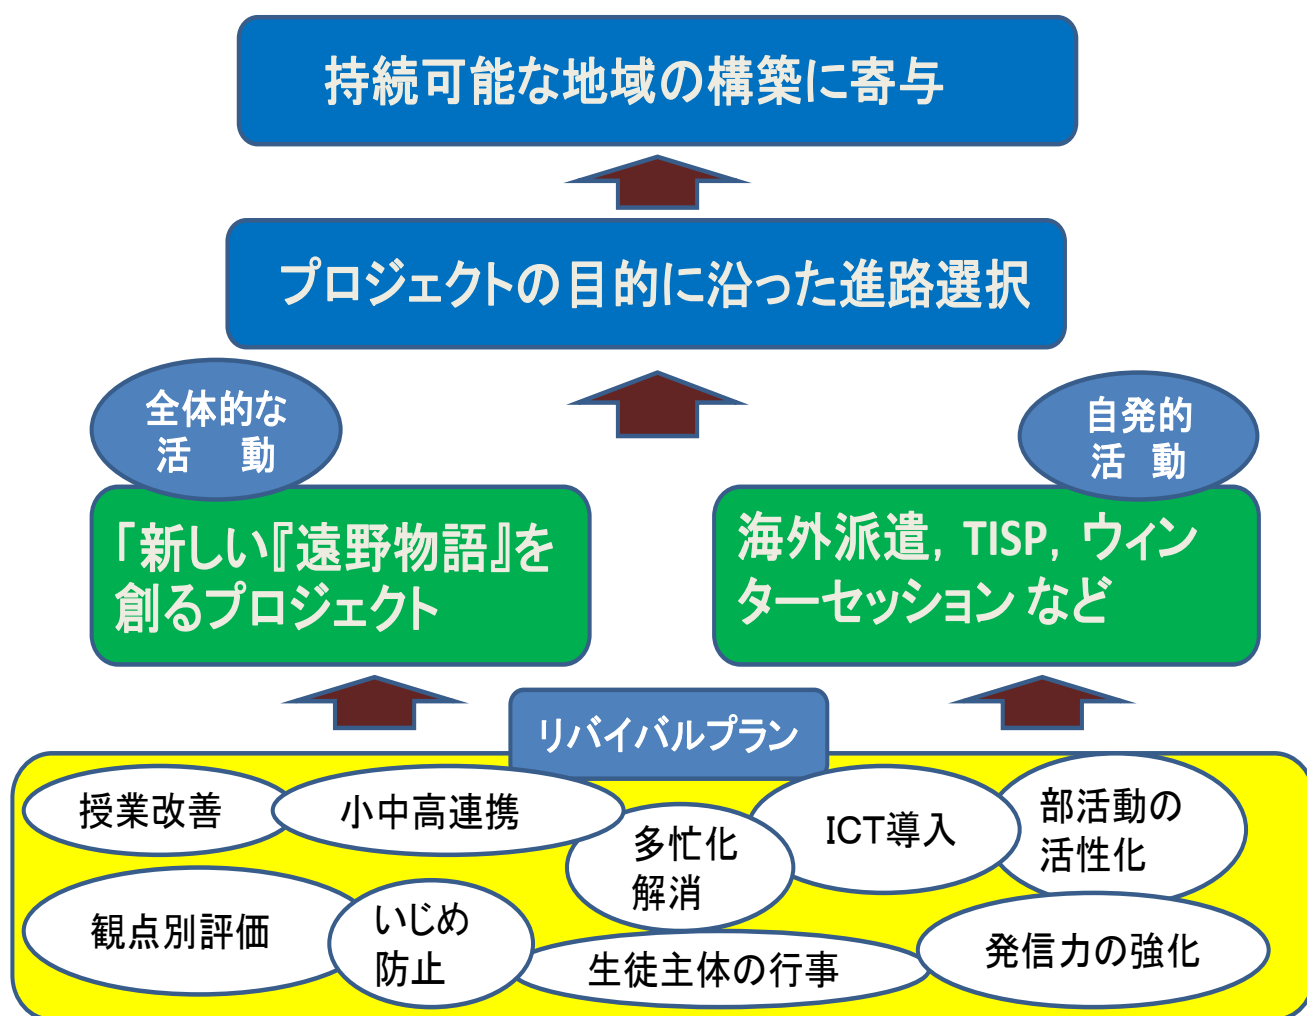 持続可能な地域の構築に寄与
プロジェクトの目的に沿った進路選択
全体的な
活　動
自発的
活　動
「新しい『遠野物語』を
創るプロジェクト
海外派遣，TISP，ウィン
ターセッション など
リバイバルプラン
授業改善
小中高連携
多忙化
解消
ICT導入
部活動の
活性化
観点別評価
いじめ
防止
生徒主体の行事
発信力の強化